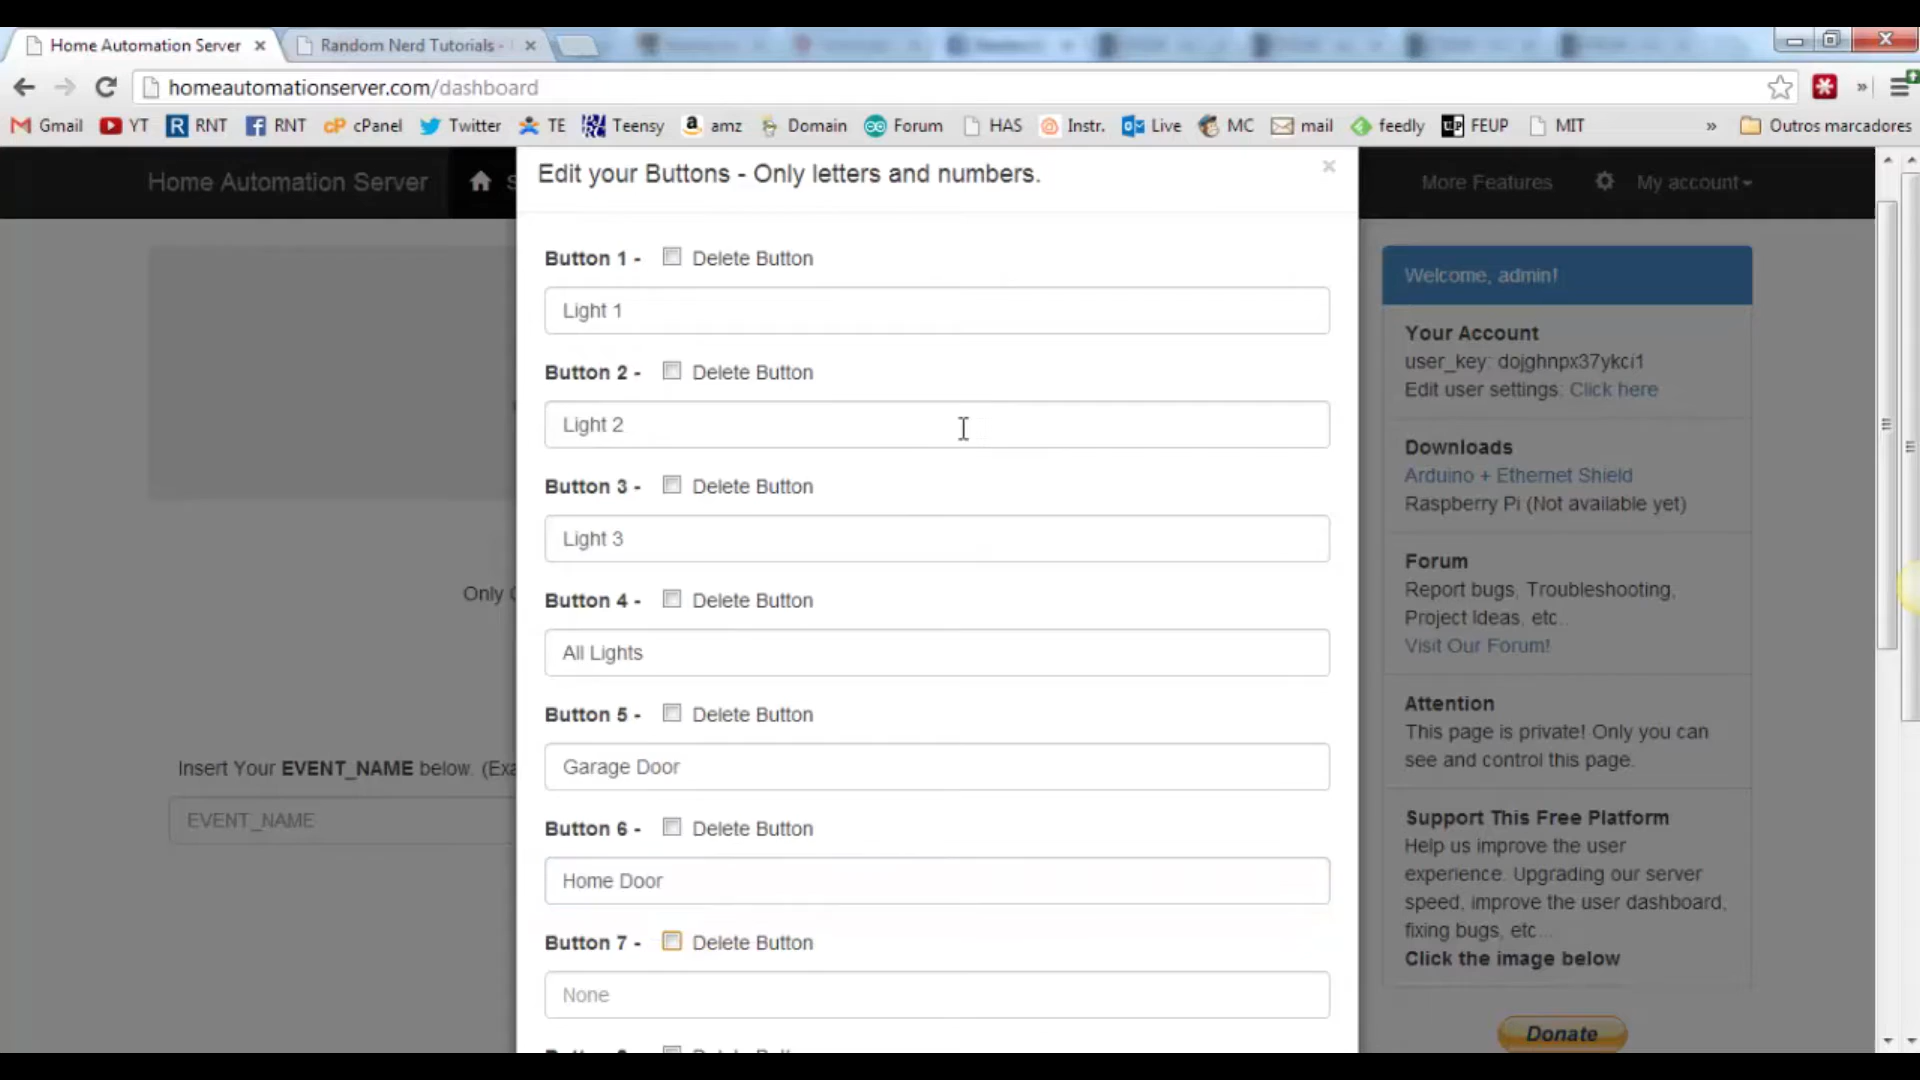 Home Automation Server
Random Nerd Tutorials -
homeautomationserver.com/dashboard
Gmail YT RNT RNT cPanel Twitter TE Teensy amz Domain Forum HAS Instr. Live MC mail feedly FEUP MIT » Outros marcadores
Home Automation Server
More Features My account
Edit your Buttons - Only letters and numbers.
Button 1 - Delete Button
Light 1
Button 2 - Delete Button
Light 2
Button 3 - Delete Button
Light 3
Button 4 - Delete Button
All Lights
Button 5 - Delete Button
Garage Door
Button 6 - Delete Button
Home Door
Button 7 - Delete Button
None
Only
Insert Your EVENT_NAME below. (Exa
EVENT_NAME
Welcome, admin!
Your Account
user_key: dojghnpx37ykci1
Edit user settings: Click here
Downloads
Arduino + Ethernet Shield
Raspberry Pi (Not available yet)
Forum
Report bugs, Troubleshooting,
Project Ideas, etc..
Visit Our Forum!
Attention
This page is private! Only you can
see and control this page.
Support This Free Platform
Help us improve the user
experience. Upgrading our server
speed, improve the user dashboard,
fixing bugs, etc...
Click the image below
Donate